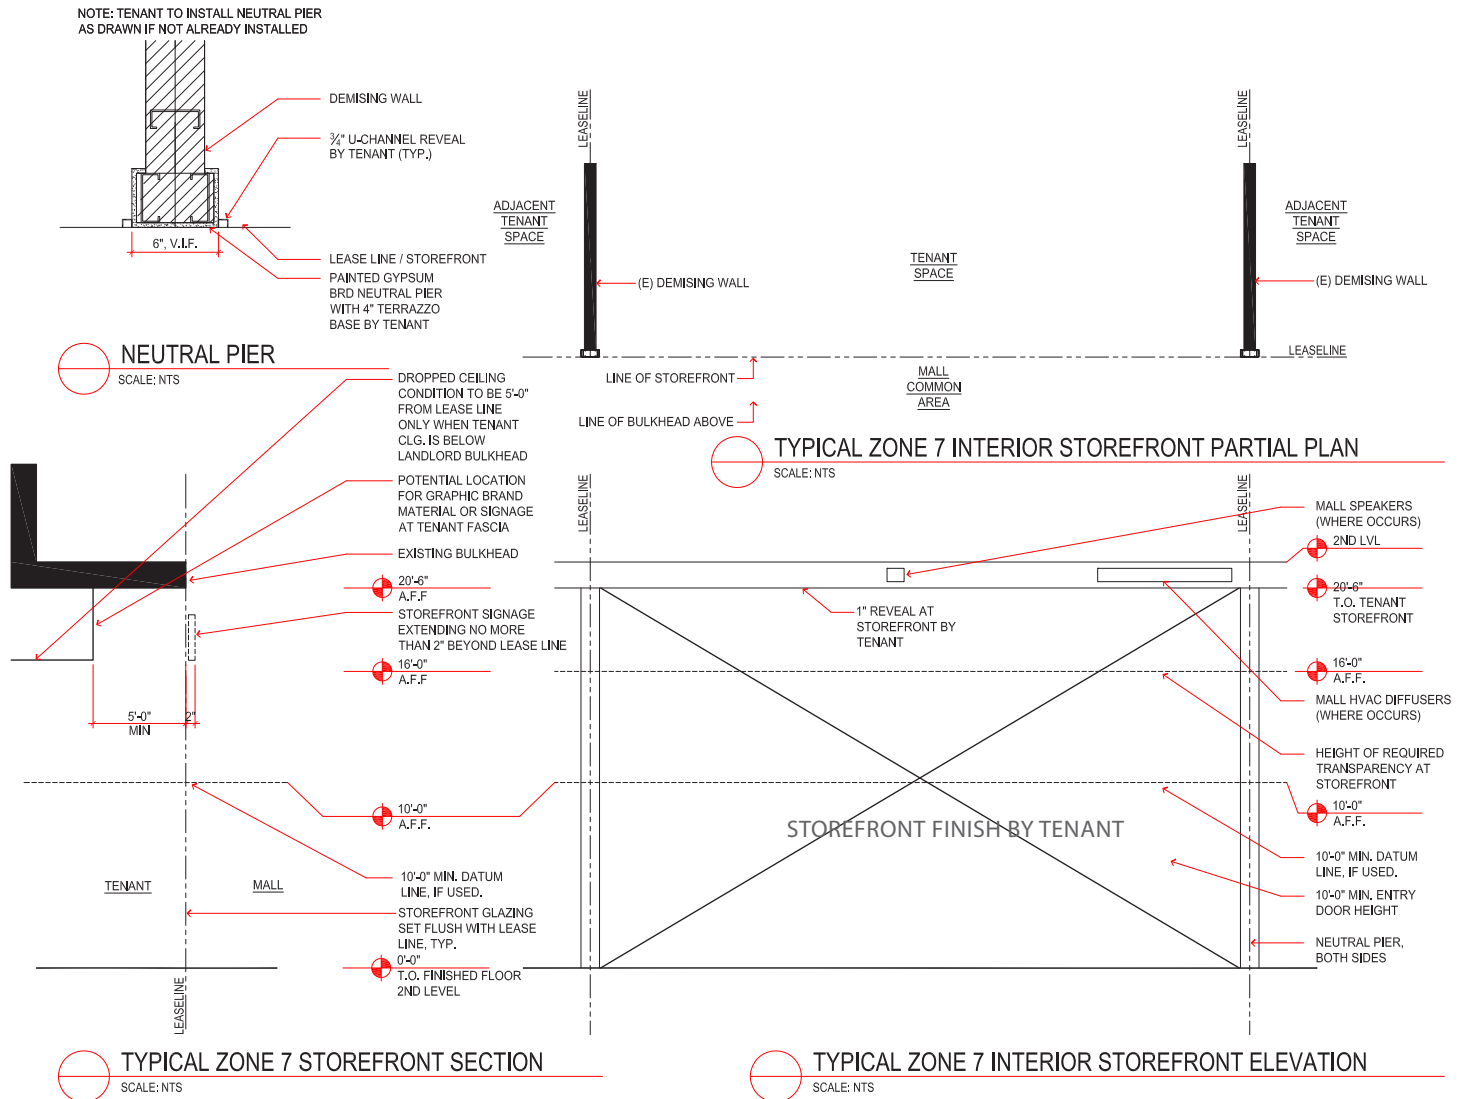 NOTE: TENANT TO INSTALL NEUTRAL PIER
AS DRAWN IF NOT ALREADY INSTALLED
DEMISING WALL
¾" U-CHANNEL REVEAL
BY TENANT (TYP.)
6", V.I.F.
LEASE LINE / STOREFRONT
PAINTED GYPSUM
BRD NEUTRAL PIER
WITH 4" TERRAZZO
BASE BY TENANT
NEUTRAL PIER
SCALE: NTS
LEASELINE
LEASELINE
ADJACENT
TENANT
SPACE
TENANT
SPACE
ADJACENT
TENANT
SPACE
(E) DEMISING WALL
(E) DEMISING WALL
LEASELINE
LINE OF STOREFRONT
MALL
COMMON
AREA
LINE OF BULKHEAD ABOVE
TYPICAL ZONE 7 INTERIOR STOREFRONT PARTIAL PLAN
SCALE: NTS
DROPPED CEILING
CONDITION TO BE 5'-0"
FROM LEASE LINE
ONLY WHEN TENANT
CLG. IS BELOW
LANDLORD BULKHEAD
POTENTIAL LOCATION
FOR GRAPHIC BRAND
MATERIAL OR SIGNAGE
AT TENANT FASCIA
EXISTING BULKHEAD
20'-6"
A.F.F
STOREFRONT SIGNAGE
EXTENDING NO MORE
THAN 2" BEYOND LEASE LINE
16'-0"
A.F.F
5'-0"
MIN
2"
10'-0"
A.F.F.
TENANT
MALL
10'-0" MIN. DATUM
LINE, IF USED.
STOREFRONT GLAZING
SET FLUSH WITH LEASE
LINE, TYP.
0'-0"
T.O. FINISHED FLOOR
2ND LEVEL
LEASELINE
TYPICAL ZONE 7 STOREFRONT SECTION
SCALE: NTS
LEASELINE
LEASELINE
MALL SPEAKERS
(WHERE OCCURS)
2ND LVL
20'-6"
T.O. TENANT
STOREFRONT
1" REVEAL AT
STOREFRONT BY
TENANT
16'-0"
A.F.F.
MALL HVAC DIFFUSERS
(WHERE OCCURS)
HEIGHT OF REQUIRED
TRANSPARENCY AT
STOREFRONT
10'-0"
A.F.F.
STOREFRONT FINISH BY TENANT
10'-0" MIN. DATUM
LINE, IF USED.
10'-0" MIN. ENTRY
DOOR HEIGHT
NEUTRAL PIER,
BOTH SIDES
TYPICAL ZONE 7 INTERIOR STOREFRONT ELEVATION
SCALE: NTS